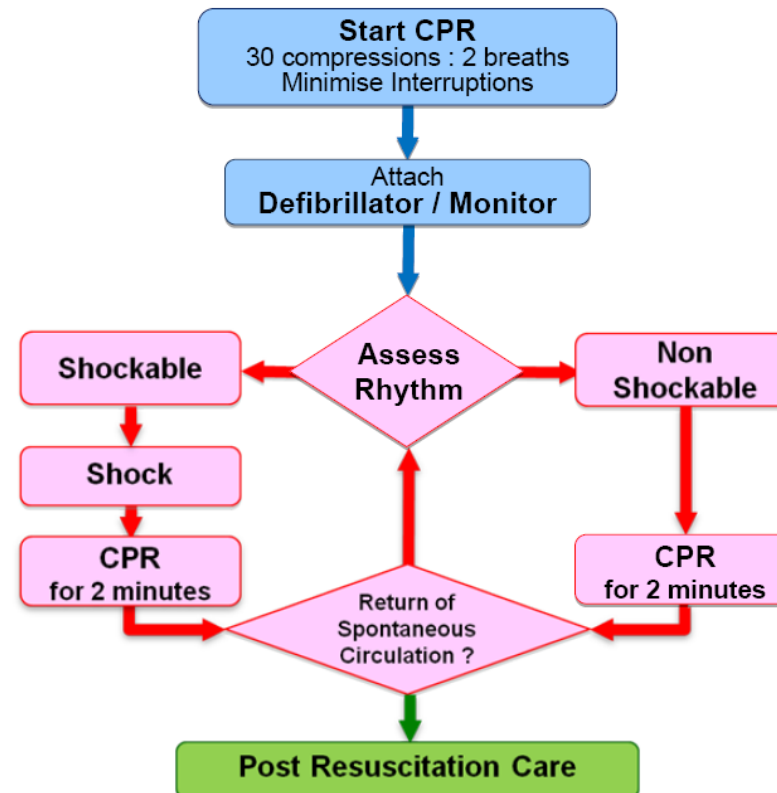 Start CPR
30 compressions : 2 breaths
Minimise Interruptions
Attach
Defibrillator / Monitor
Assess
Rhythm
Shockable
Non
Shockable
Shock
CPR
for 2 minutes
CPR
for 2 minutes
Return of
Spontaneous
Circulation ?
Post Resuscitation Care